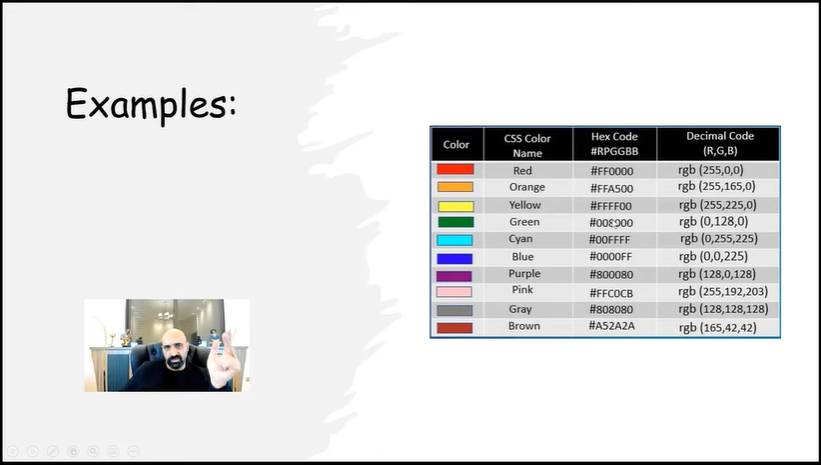 Examples:
Color CSS Color Name Hex Code #RPGGBB Decimal Code (R,G,B)
Red #FF0000 rgb (255,0,0)
Orange #FFA500 rgb (255,165,0)
Yellow #FFFF00 rgb (255,225,0)
Green #008000 rgb (0,128,0)
Cyan #00FFFF rgb (0,255,225)
Blue #0000FF rgb (0,0,225)
Purple #800080 rgb (128,0,128)
Pink #FFC0CB rgb (255,192,203)
Gray #808080 rgb (128,128,128)
Brown #A52A2A rgb (165,42,42)